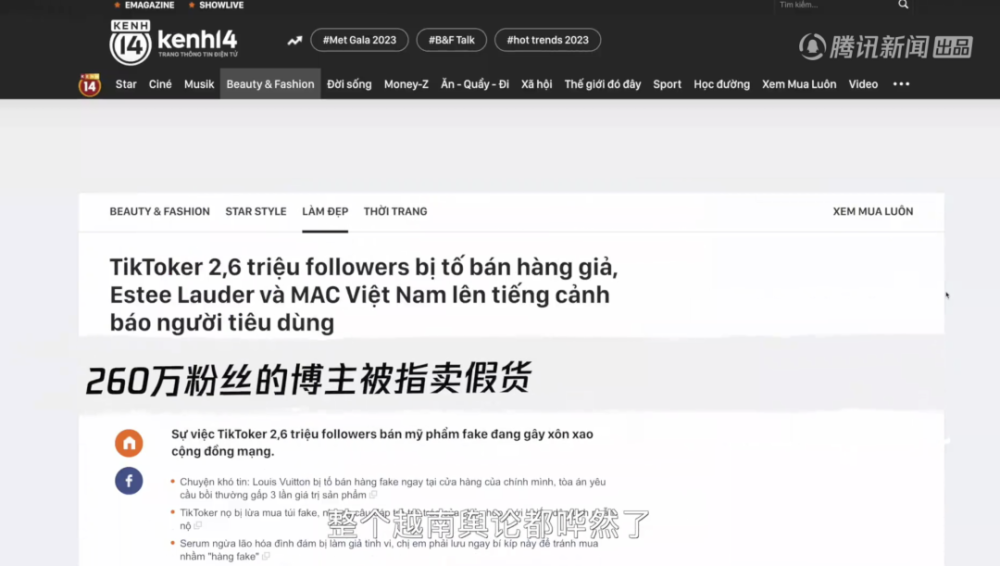 EMAGAZINE SHOWLIVE Tìm kiếm...
KENH 14 kenh14
TRANG THÔNG TIN ĐIỆN TỬ
#Met Gala 2023 #B&F Talk #hot trends 2023
腾讯新闻 出品
14 Star Ciné Musik Beauty & Fashion Đời sống Money-Z Ăn - Quẩy - Đi Xã hội Thế giới đó đây Sport Học đường Xem Mua Luôn Video
BEAUTY & FASHION STAR STYLE LÀM ĐẸP THỜI TRANG XEM MUA LUÔN
TikToker 2,6 triệu followers bị tố bán hàng giả,
Estee Lauder và MAC Việt Nam lên tiếng cảnh
báo người tiêu dùng
260万粉丝的博主被指卖假货
Sự việc TikToker 2,6 triệu followers bán mỹ phẩm fake đang gây xôn xao
cộng đồng mạng.
Chuyện khó tin: Louis Vuitton bị tố bán hàng fake ngay tại cửa hàng của chính mình, tòa án yêu
cầu bồi thường gấp 3 lần giá trị sản phẩm
TikToker nọ bị lừa mua túi fake,
nộ
整个越南舆论都哗然了
Serum ngừa lão hóa đình đám bị làm giả tinh vi, chị em phải lưu ngay bí kíp này để tránh mua
nhầm "hàng fake"